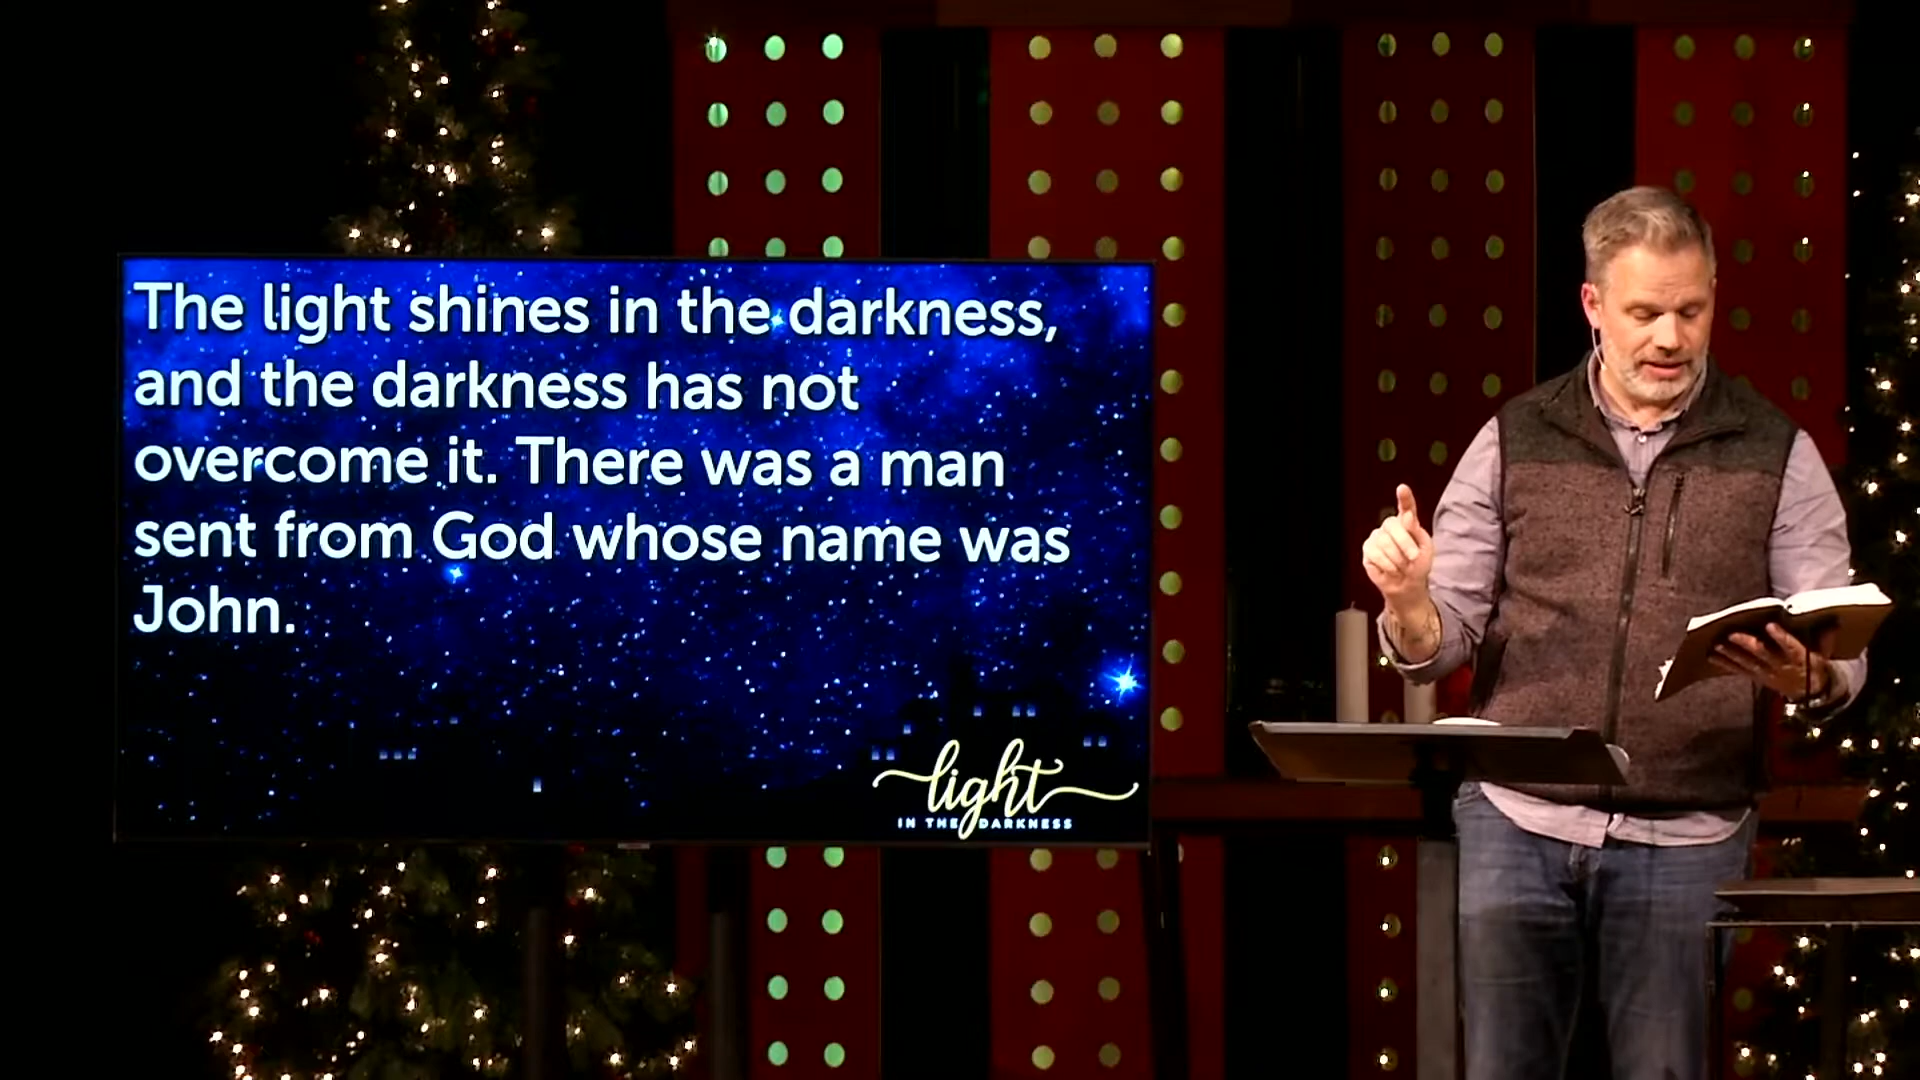 The light shines in the darkness,
and the darkness has not
overcome it. There was a man
sent from God whose name was
John.
light
IN THE DARKNESS